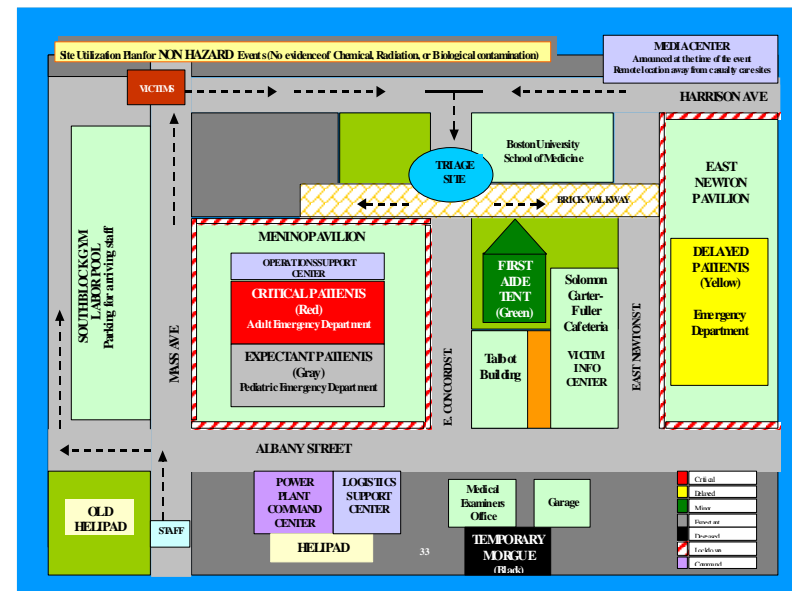 Site Utilization Plan for NON HAZARD Events (No evidence of Chemical, Radiation, or Biological contamination)
MEDIA CENTER
Announced at the time of the event
Remote location away from casualty care sites
VICTIMS
HARRISON AVE
Boston University
School of Medicine
TRIAGE
SITE
EAST
NEWTON
PAVILION
BRICK WALKWAY
SOUTHBLOCK GYM
LABOR POOL
Parking for arriving staff
MASS AVE
MENINO PAVILION
OPERATIONS SUPPORT
CENTER
CRITICAL PATIENTS
(Red)
Adult Emergency Department
EXPECTANT PATIENTS
(Gray)
Pediatric Emergency Department
E. CONCORD ST.
FIRST
AIDE
TENT
(Green)
Solomon
Carter-
Fuller
Cafeteria
VICTIM
INFO
CENTER
Talbot
Building
EAST NEWTON ST.
DELAYED
PATIENTS
(Yellow)
Emergency
Department
ALBANY STREET
OLD
HELIPAD
STAFF
POWER
PLANT
COMMAND
CENTER
LOGISTICS
SUPPORT
CENTER
HELIPAD
33
Medical
Examiners
Office
Garage
TEMPORARY
MORGUE
(Black)
Critical
Delayed
Minor
Expectant
Deceased
Lockdown
Command